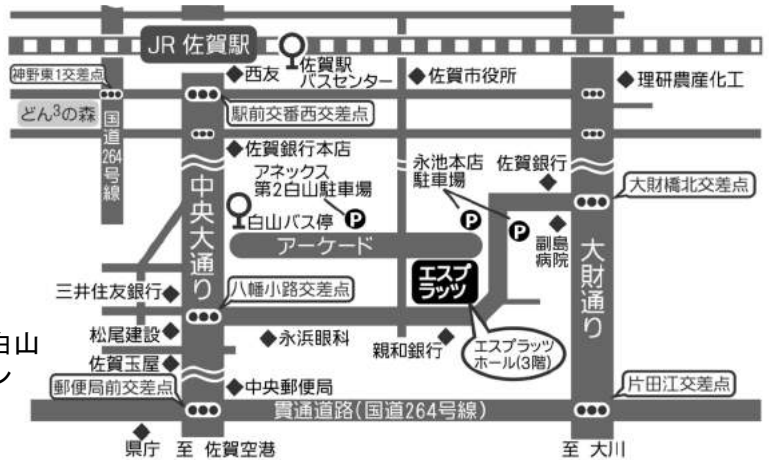 JR 佐賀駅
西友
佐賀駅
バスセンター
佐賀市役所
理研農産化工
神野東1交差点
どん³の森
国道264号線
駅前交番西交差点
佐賀銀行本店
アネックス
第2白山駐車場
P
白山バス停
中央大通り
アーケード
永池本店
駐車場
P
P
佐賀銀行
大財橋北交差点
副島
病院
大財通り
エスプ
ラッツ
三井住友銀行
八幡小路交差点
松尾建設
佐賀玉屋
永浜眼科
親和銀行
エスプラッツ
ホール(3階)
白山
郵便局前交差点
中央郵便局
片田江交差点
貫通道路(国道264号線)
県庁
至 佐賀空港
至 大川